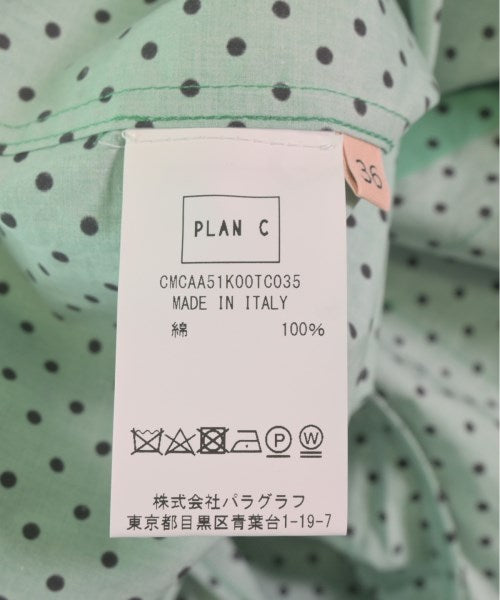 36
PLAN C
CMCAA51K00TC035
MADE IN ITALY
綿 100%
P W
株式会社パラグラフ
東京都目黒区青葉台1-19-7